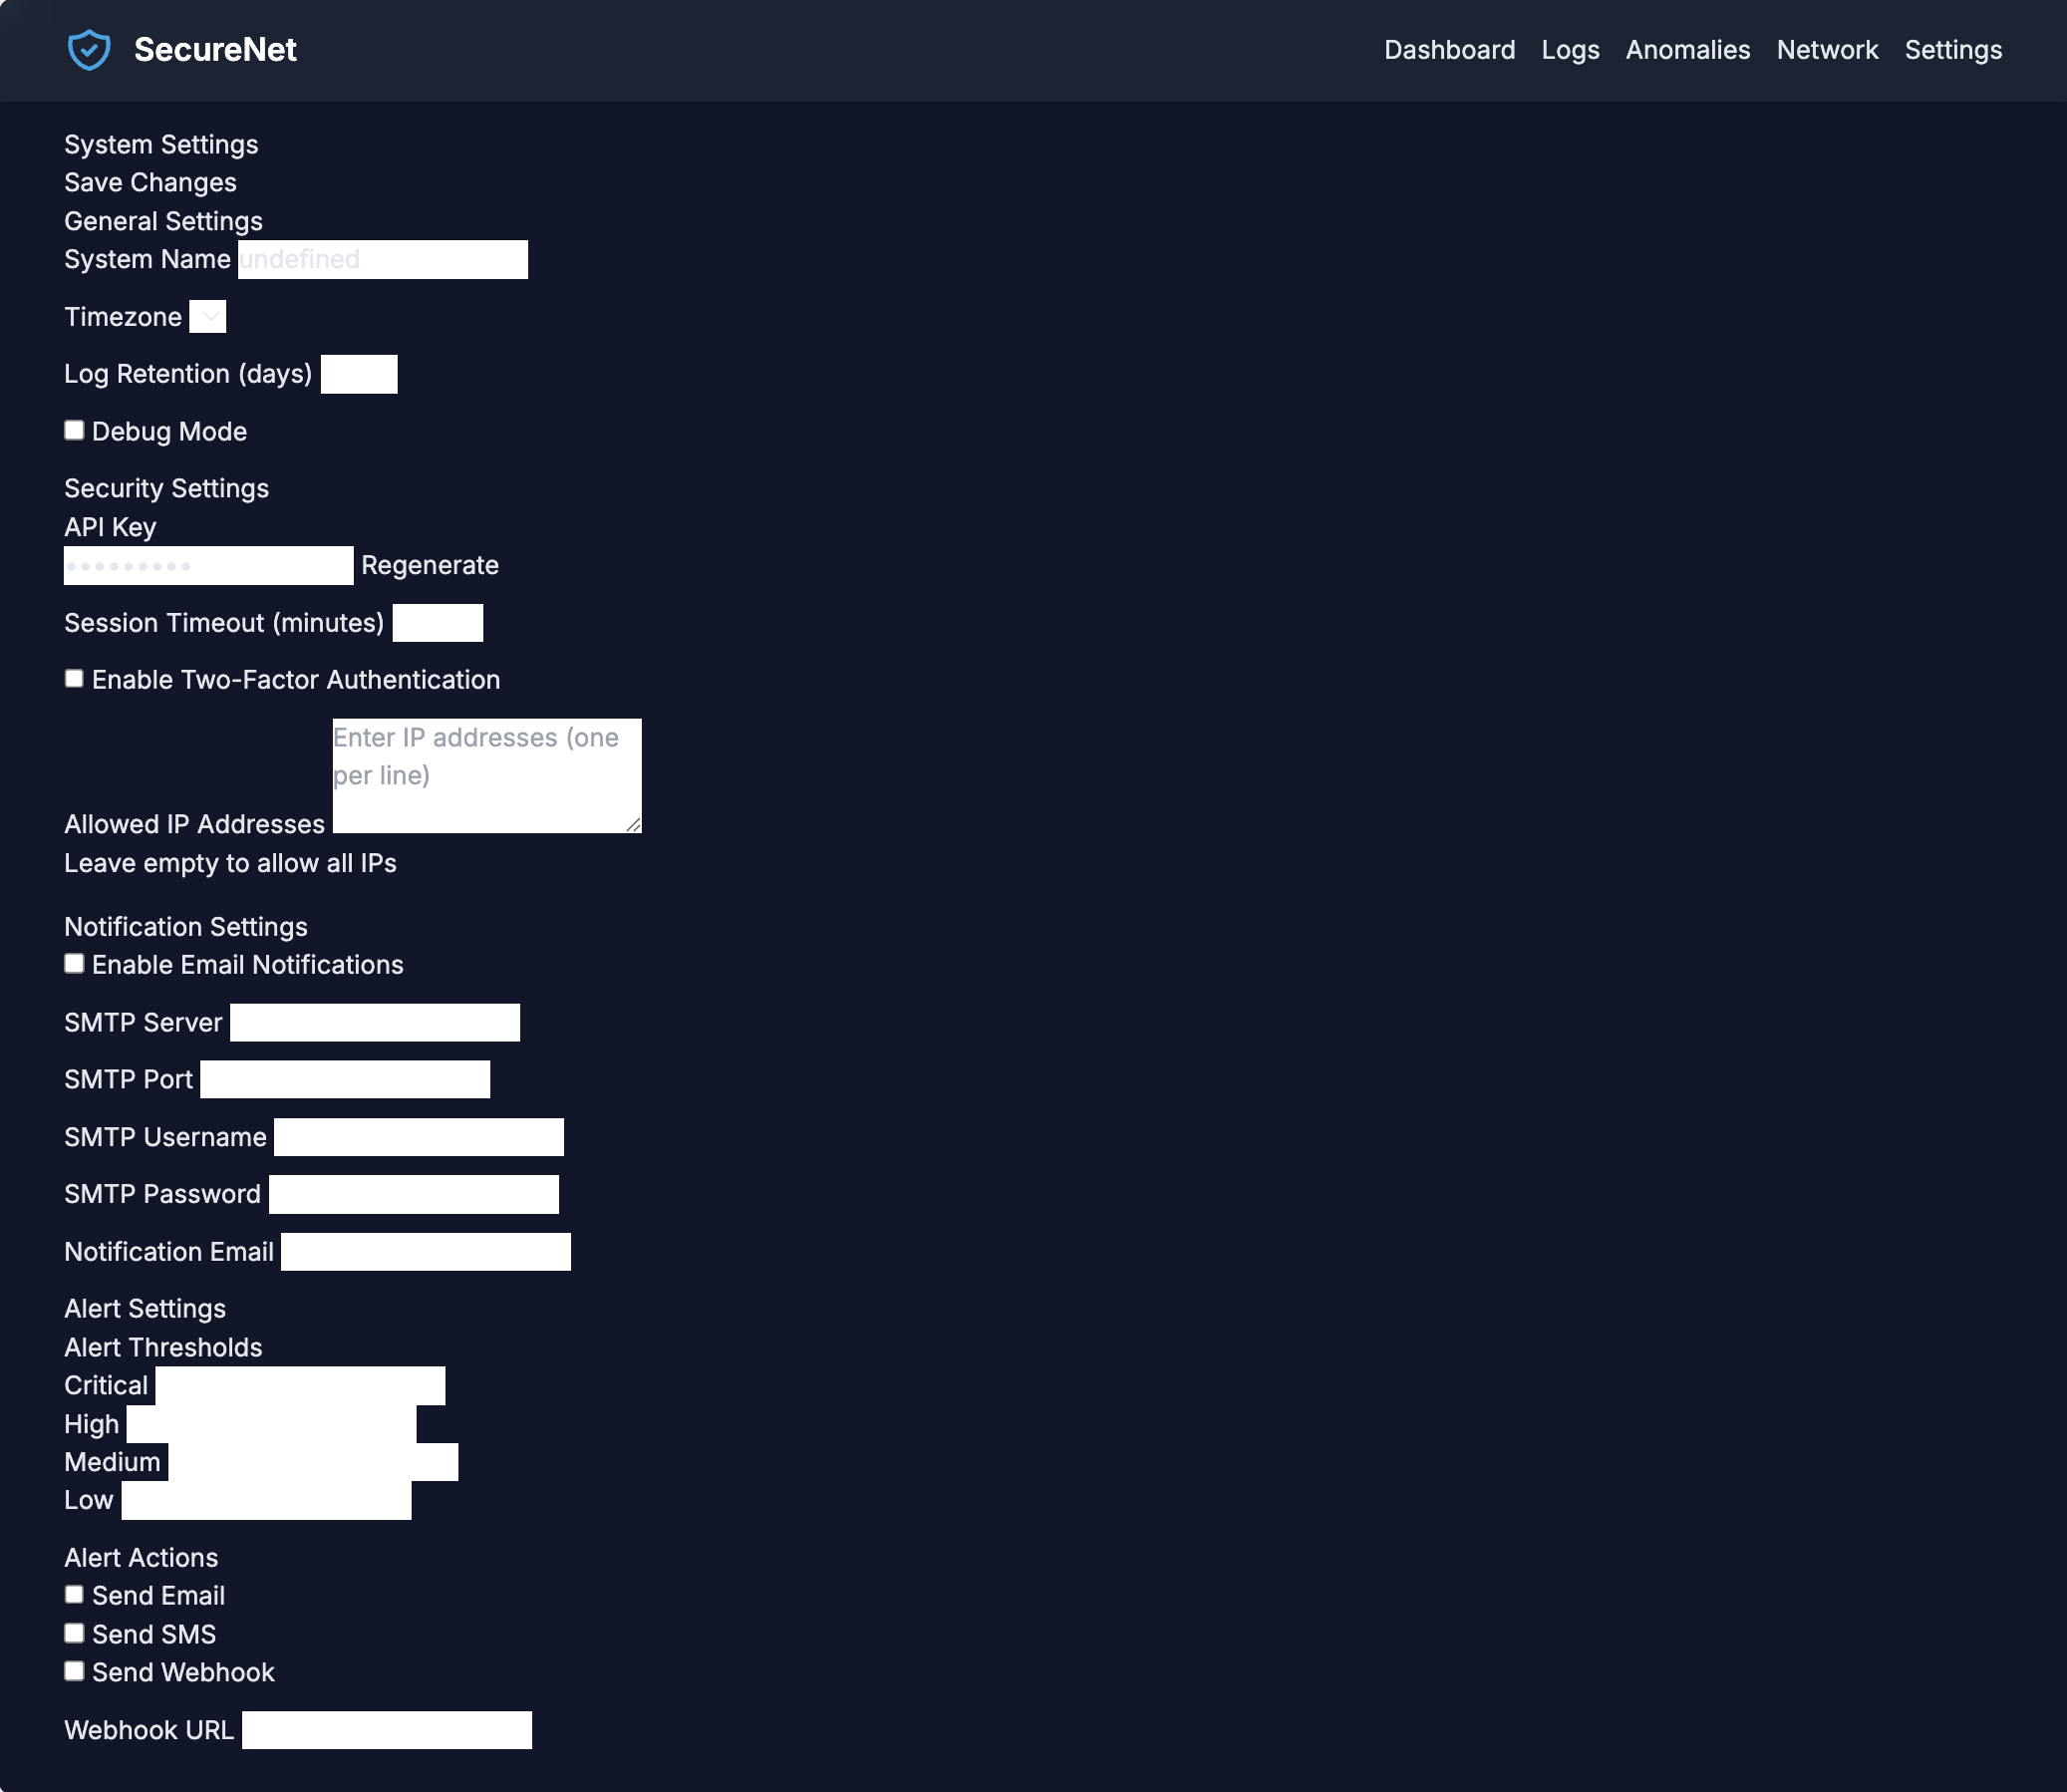 SecureNet
Dashboard Logs Anomalies Network Settings
System Settings
Save Changes
General Settings
System Name undefined
Timezone
Log Retention (days)
Debug Mode
Security Settings
API Key
••••••••• Regenerate
Session Timeout (minutes)
Enable Two-Factor Authentication
Enter IP addresses (one
per line)
Allowed IP Addresses
Leave empty to allow all IPs
Notification Settings
Enable Email Notifications
SMTP Server
SMTP Port
SMTP Username
SMTP Password
Notification Email
Alert Settings
Alert Thresholds
Critical
High
Medium
Low
Alert Actions
Send Email
Send SMS
Send Webhook
Webhook URL